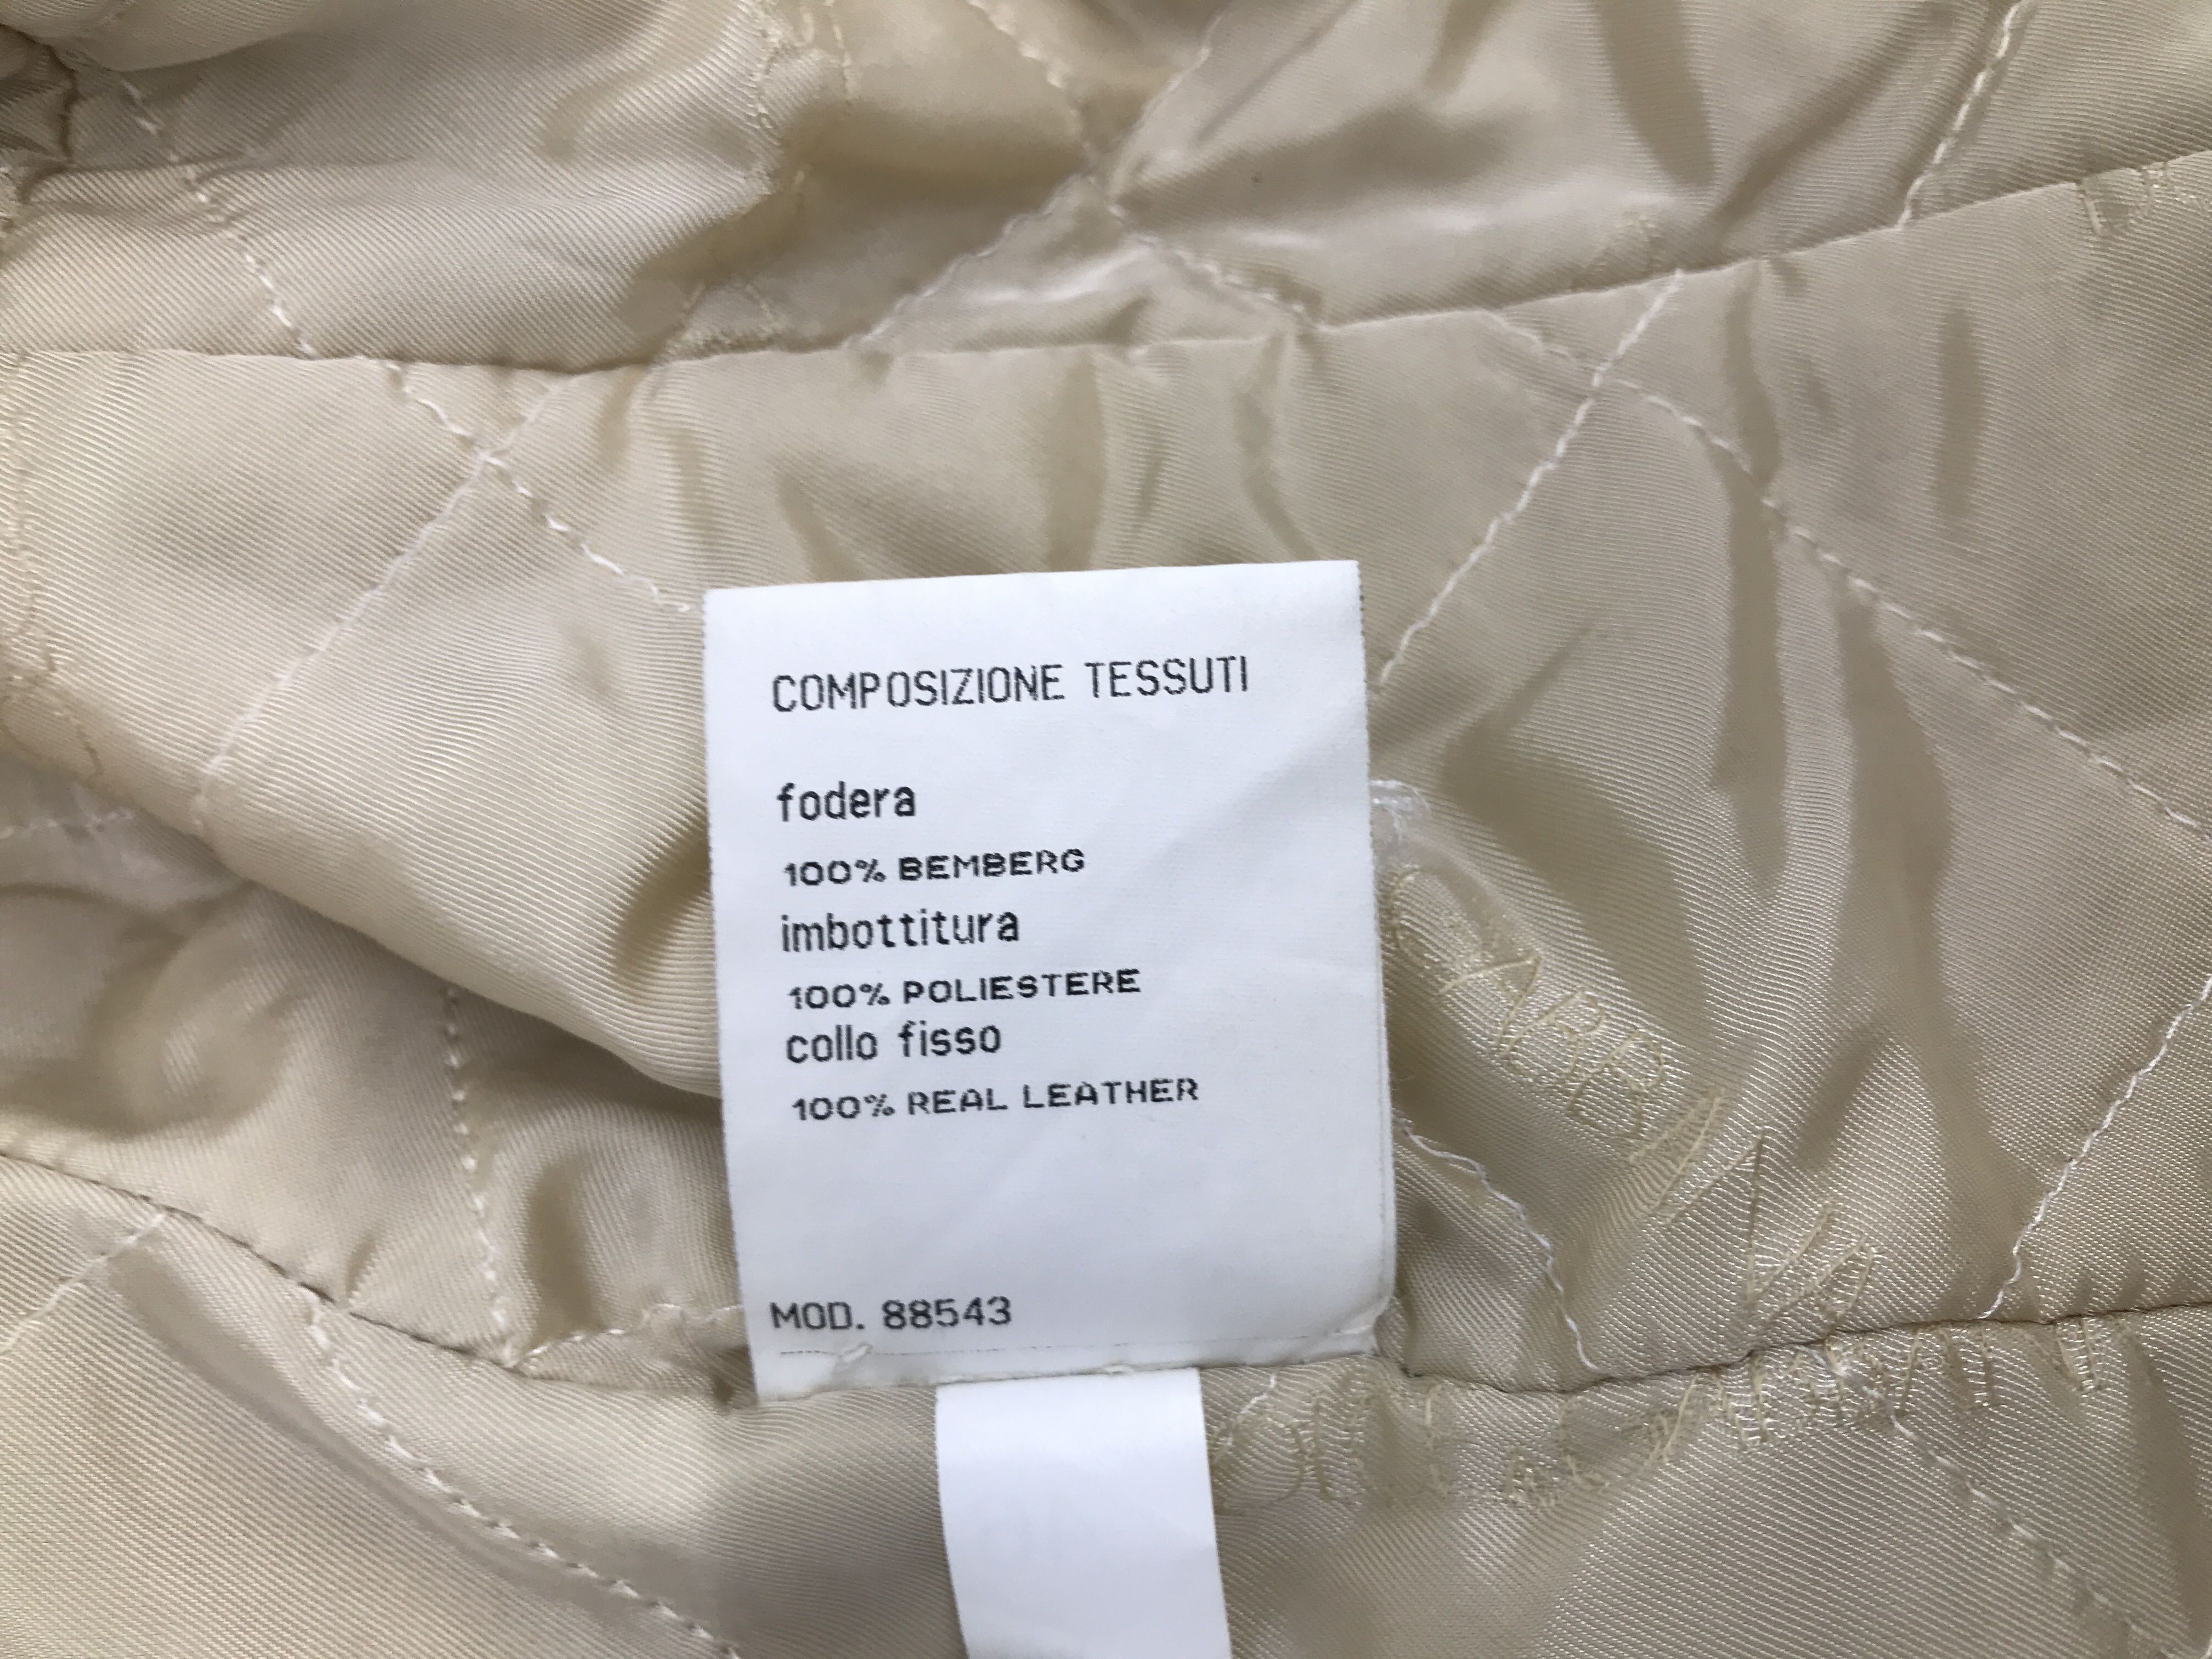 COMPOSIZIONE TESSUTI
fodera
100% BEMBERG
imbottitura
100% POLIESTERE
collo fisso
100% REAL LEATHER
MOD. 88543